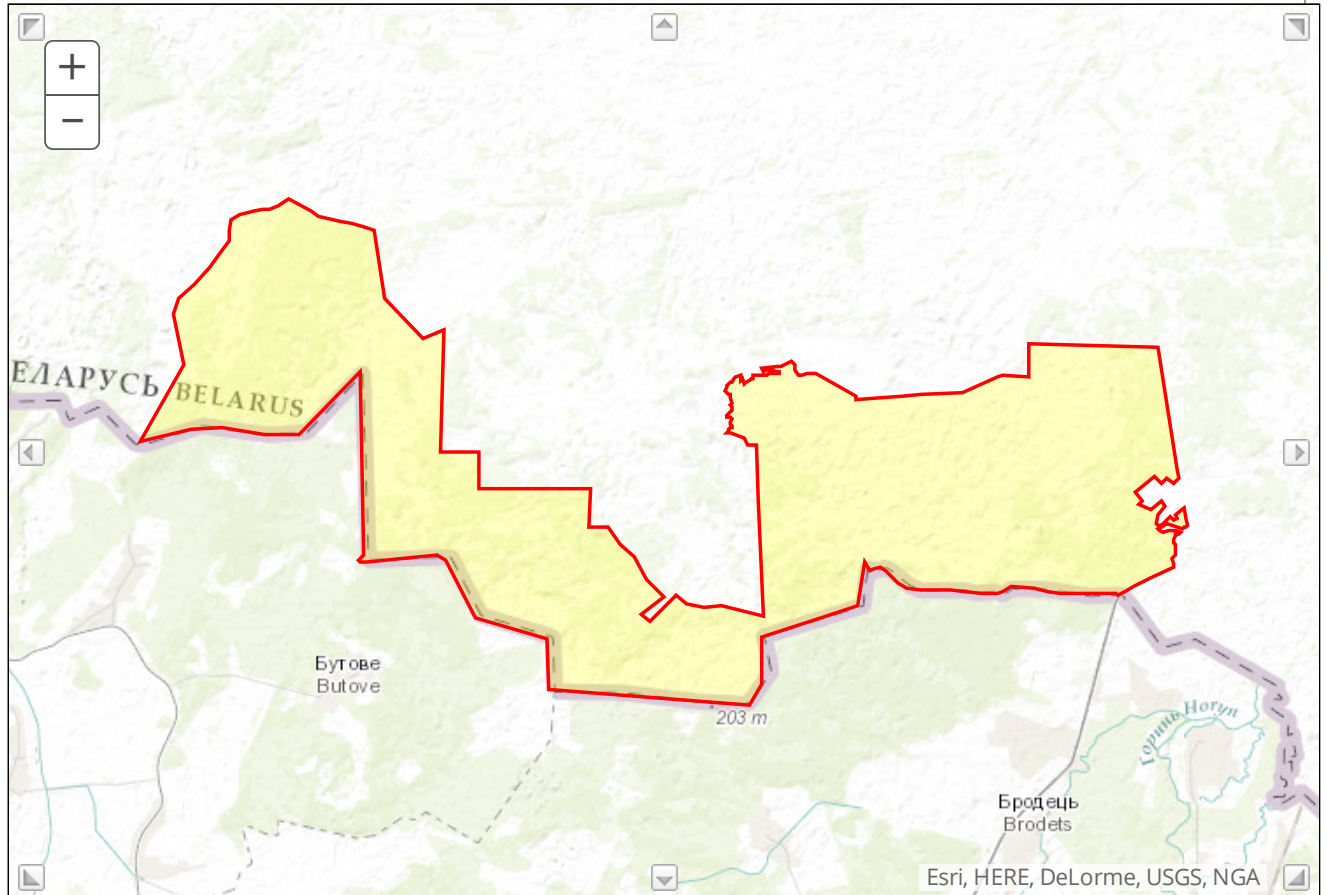 +
−
ЕЛАРУСЬ
BELARUS
Бутове
Butove
203 m
Горинь Horyn
Бродець
Brodets
Esri, HERE, DeLorme, USGS, NGA